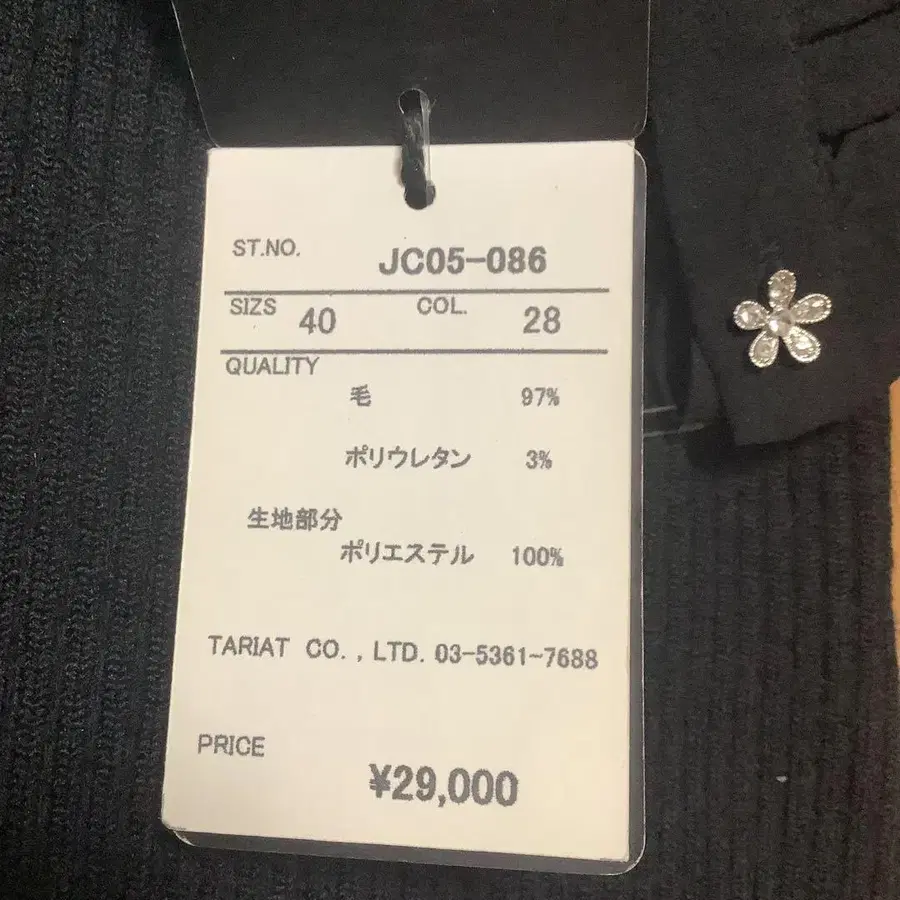 ST.NO. JC05-086
SIZS 40 COL. 28
QUALITY
毛 97%
ポリウレタン 3%
生地部分
ポリエステル 100%
TARIAT CO.,LTD. 03-5361-7688
PRICE
¥29,000